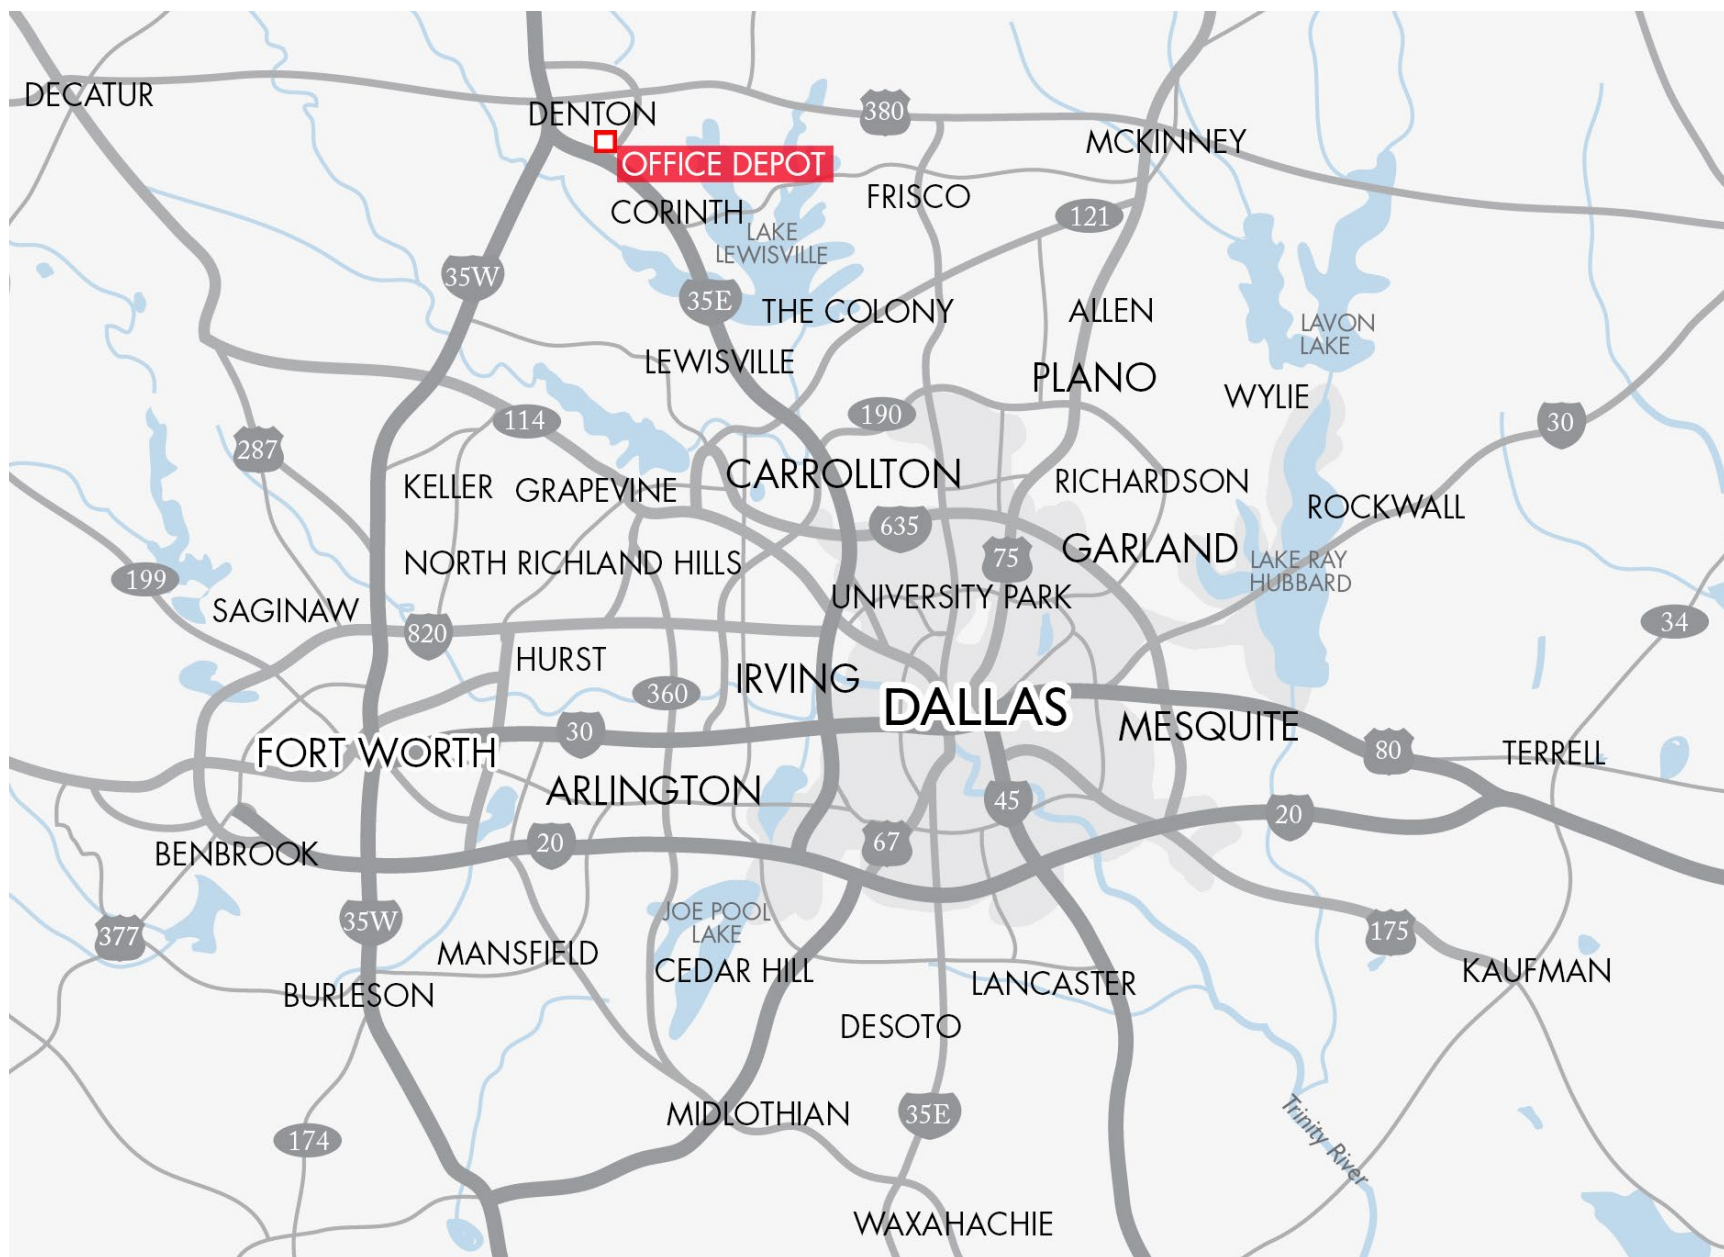 DECATUR
DENTON
380
MCKINNEY
OFFICE DEPOT
FRISCO
CORINTH
121
LAKE
LEWISVILLE
35W
35E
THE COLONY
ALLEN
LAVON
LAKE
LEWISVILLE
PLANO
WYLIE
114
190
30
287
CARROLLTON
KELLER
GRAPEVINE
RICHARDSON
ROCKWALL
635
NORTH RICHLAND HILLS
75
GARLAND
LAKE RAY
HUBBARD
199
SAGINAW
UNIVERSITY PARK
34
820
HURST
360
IRVING
DALLAS
30
MESQUITE
FORT WORTH
80
TERRELL
ARLINGTON
45
20
BENBROOK
20
67
35W
JOE POOL
LAKE
377
175
MANSFIELD
CEDAR HILL
KAUFMAN
BURLESON
LANCASTER
DESOTO
MIDLOTHIAN
35E
174
Trinity River
WAXAHACHIE